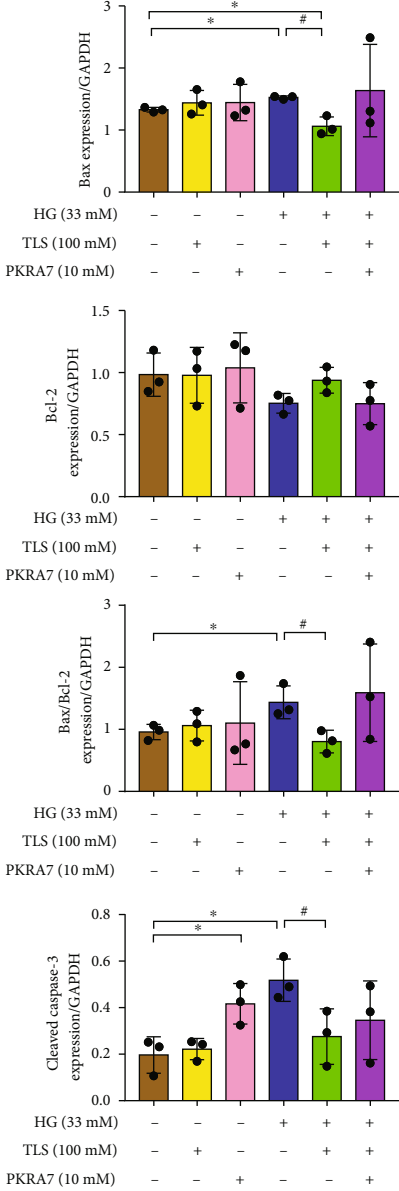 3
* 
* #
2
1
0
Bax expression/GAPDH
HG (33 mM) – – – + + +
TLS (100 mM) – + – – + +
PKRA7 (10 mM) – – + – – +
1.5
1.0
0.5
0.0
Bcl-2
expression/GAPDH
HG (33 mM) – – – + + +
TLS (100 mM) – + – – + +
PKRA7 (10 mM) – – + – – +
3
* #
2
1
0
Bax/Bcl-2
expression/GAPDH
HG (33 mM) – – – + + +
TLS (100 mM) – + – – + +
PKRA7 (10 mM) – – + – – +
0.8
* #
*
0.6
0.4
0.2
0.0
Cleaved caspase-3
expression/GAPDH
HG (33 mM) – – – + + +
TLS (100 mM) – + – – + +
PKRA7 (10 mM) – – + – – +